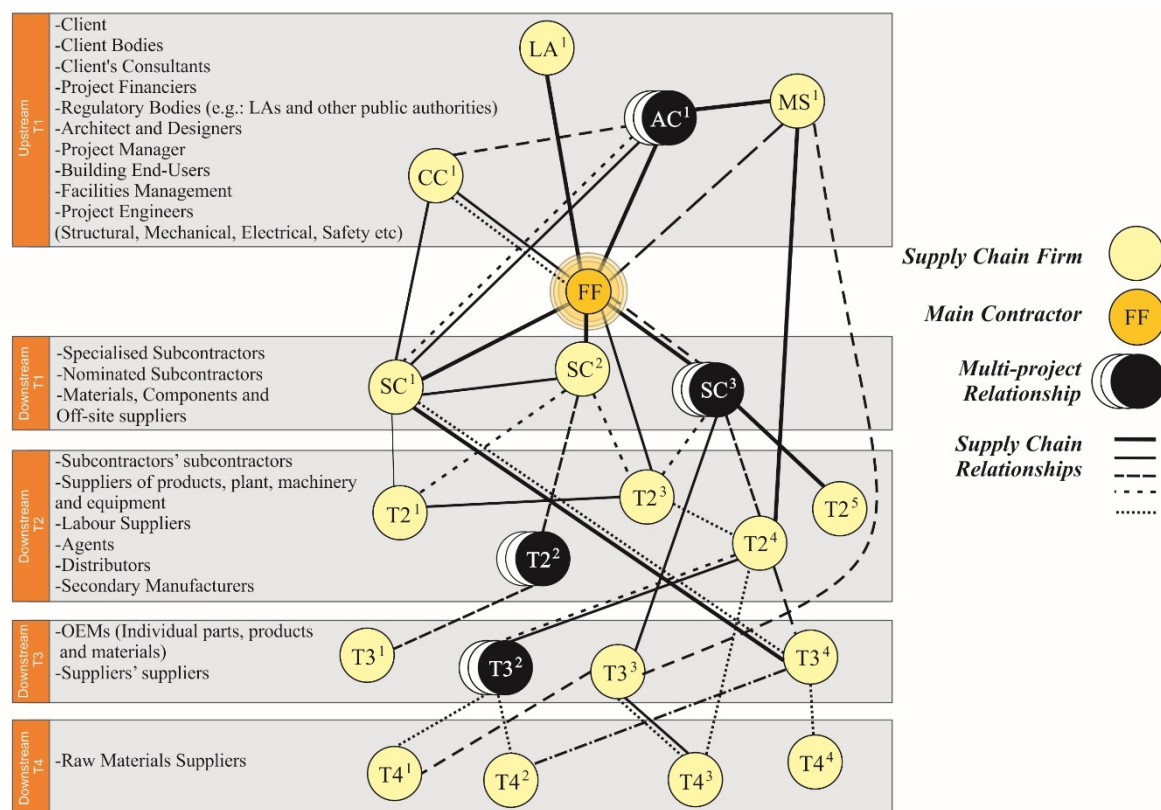 Upstream
T1
-Client
-Client Bodies
-Client's Consultants
-Project Financiers
-Regulatory Bodies (e.g.: LAs and other public authorities)
-Architect and Designers
-Project Manager
-Building End-Users
-Facilities Management
-Project Engineers
(Structural, Mechanical, Electrical, Safety etc)
LA¹
AC¹
MS¹
CC¹
FF
Supply Chain Firm
Main Contractor
FF
Multi-project
Relationship
Supply Chain
Relationships
Downstream
T1
-Specialised Subcontractors
-Nominated Subcontractors
-Materials, Components and
Off-site suppliers
SC¹
SC²
SC³
Downstream
T2
-Subcontractors’ subcontractors
-Suppliers of products, plant, machinery
and equipment
-Labour Suppliers
-Agents
-Distributors
-Secondary Manufacturers
T2¹
T2²
T2³
T2⁴
T2⁵
Downstream
T3
-OEMs (Individual parts, products
and materials)
-Suppliers’ suppliers
T3¹
T3²
T3³
T3⁴
Downstream
T4
-Raw Materials Suppliers
T4¹
T4²
T4³
T4⁴